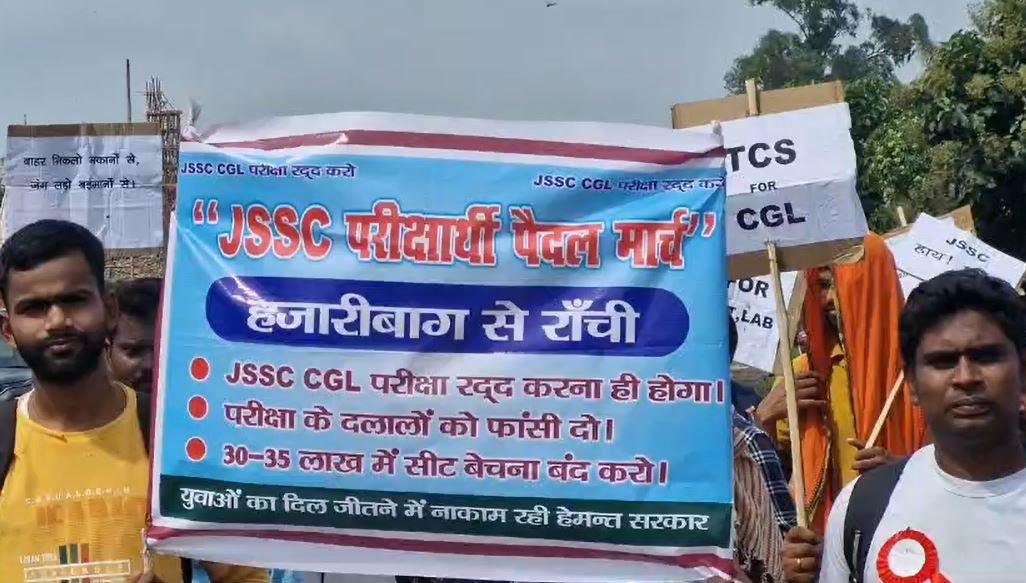 बाहर निकलो मकानों से,
जंग लड़ो बईमानों से।
JSSC CGL परीक्षा रद्द करो
JSSC CGL परीक्षा रद्द करो
“JSSC परीक्षार्थी पैदल मार्च”
हजारीबाग से राँची
JSSC CGL परीक्षा रद्द करना ही होगा।
परीक्षा के दलालों को फांसी दो।
30-35 लाख में सीट बेचना बंद करो।
युवाओं का दिल जीतने में नाकाम रही हेमन्त सरकार
TCS
FOR
CGL
LAB
JSSC
हाय!